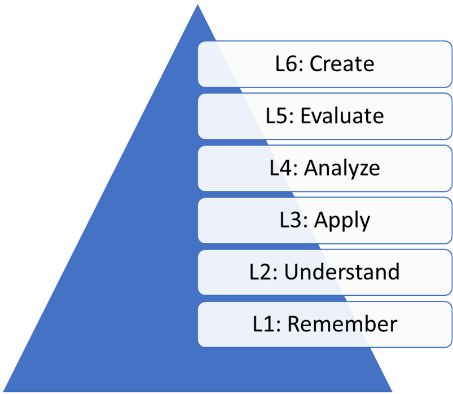 L6: Create
L5: Evaluate
L4: Analyze
L3: Apply
L2: Understand
L1: Remember